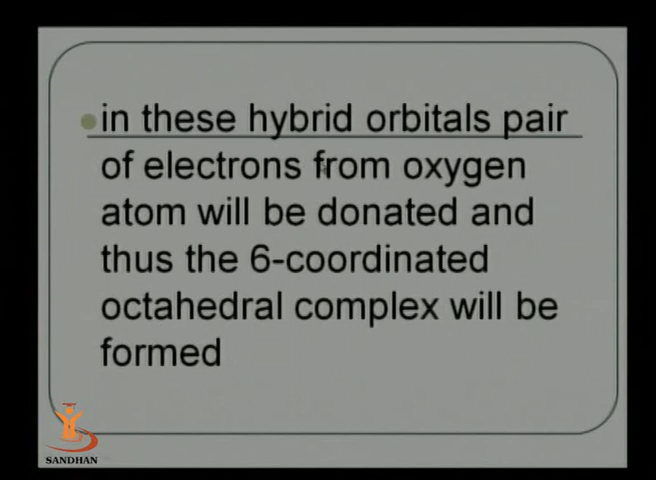 in these hybrid orbitals pair
of electrons from oxygen
atom will be donated and
thus the 6-coordinated
octahedral complex will be
formed
SANDHAN